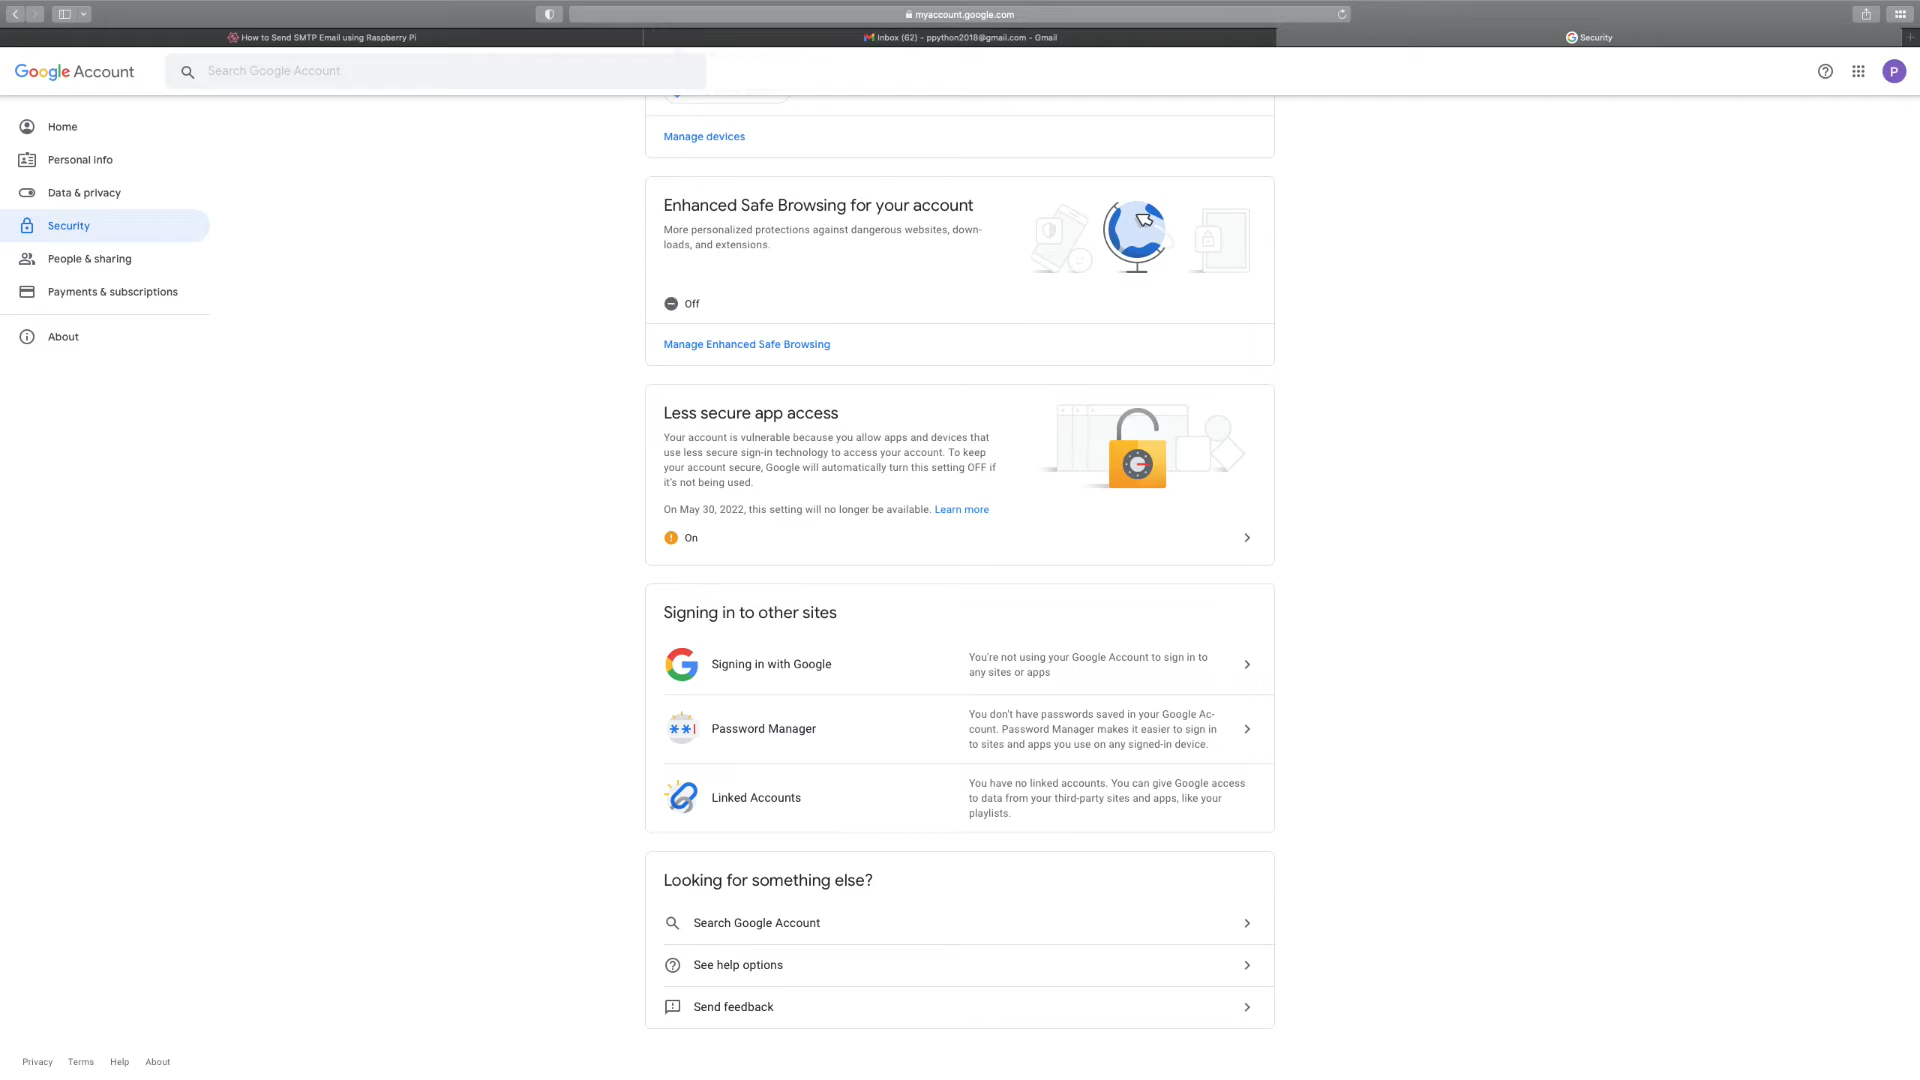 myaccount.google.com
How to Send SMTP Email using Raspberry Pi
Inbox (62) - ppython2018@gmail.com - Gmail
Security
Google Account
Search Google Account
P
Home
Personal info
Data & privacy
Security
People & sharing
Payments & subscriptions
About
Manage devices
Enhanced Safe Browsing for your account
More personalized protections against dangerous websites, down-
loads, and extensions.
Off
Manage Enhanced Safe Browsing
Less secure app access
Your account is vulnerable because you allow apps and devices that
use less secure sign-in technology to access your account. To keep
your account secure, Google will automatically turn this setting OFF if
it's not being used.
On May 30, 2022, this setting will no longer be available. Learn more
On
Signing in to other sites
Signing in with Google
You're not using your Google Account to sign in to
any sites or apps
Password Manager
You don't have passwords saved in your Google Ac-
count. Password Manager makes it easier to sign in
to sites and apps you use on any signed-in device.
Linked Accounts
You have no linked accounts. You can give Google access
to data from your third-party sites and apps, like your
playlists.
Looking for something else?
Search Google Account
See help options
Send feedback
Privacy Terms Help About